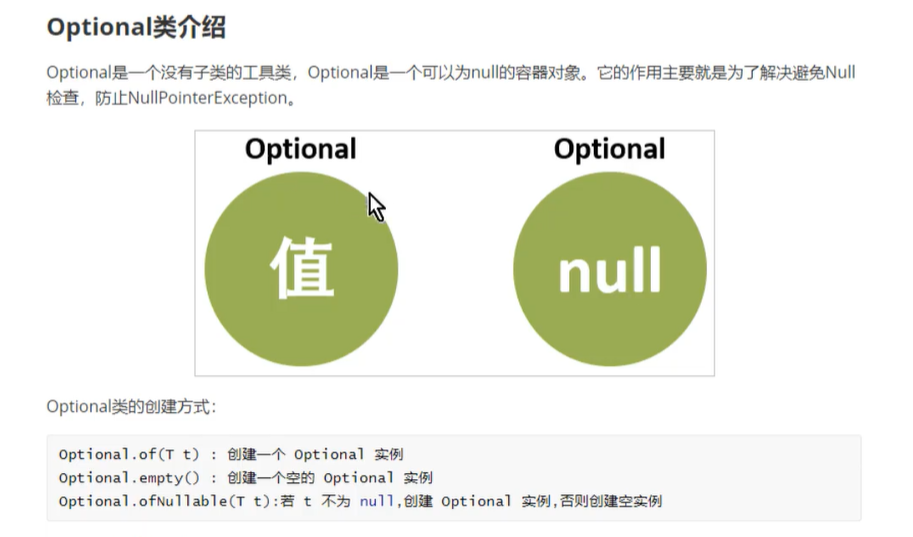 Optional类介绍
Optional是一个没有子类的工具类，Optional是一个可以为null的容器对象。它的作用主要就是为了解决避免Null
检查，防止NullPointerException。
Optional
Optional
值
null
Optional类的创建方式：
Optional.of(T t) : 创建一个 Optional 实例
Optional.empty() : 创建一个空的 Optional 实例
Optional.ofNullable(T t):若 t 不为 null,创建 Optional 实例,否则创建空实例